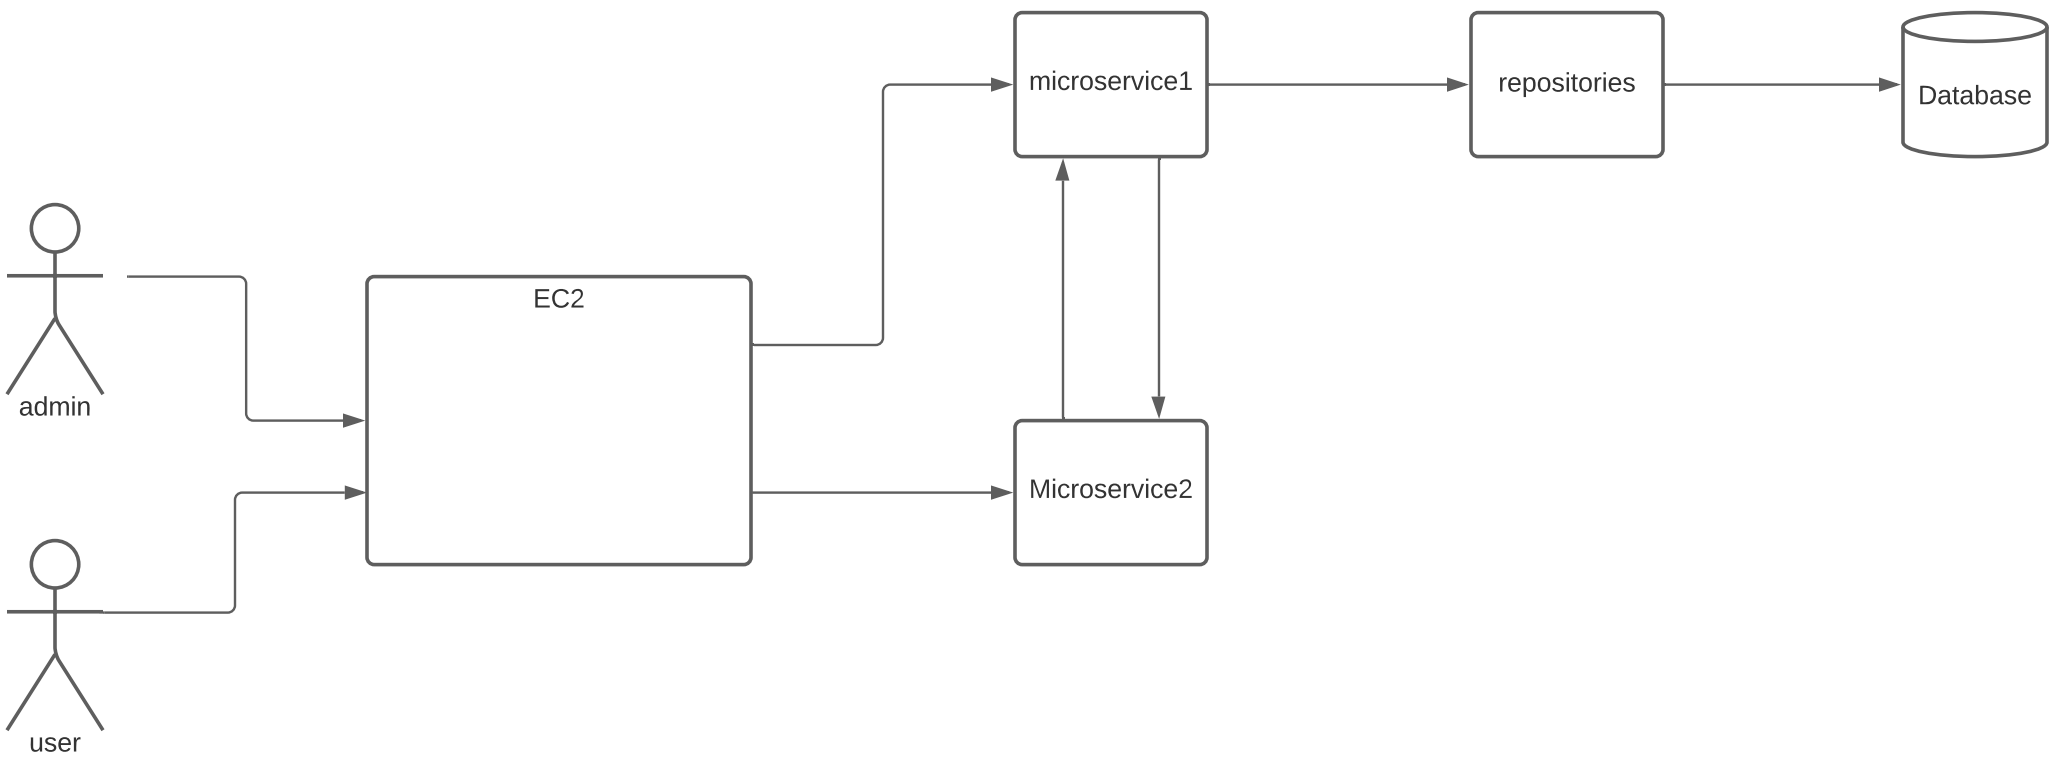 microservice1
repositories
Database
EC2
admin
Microservice2
user